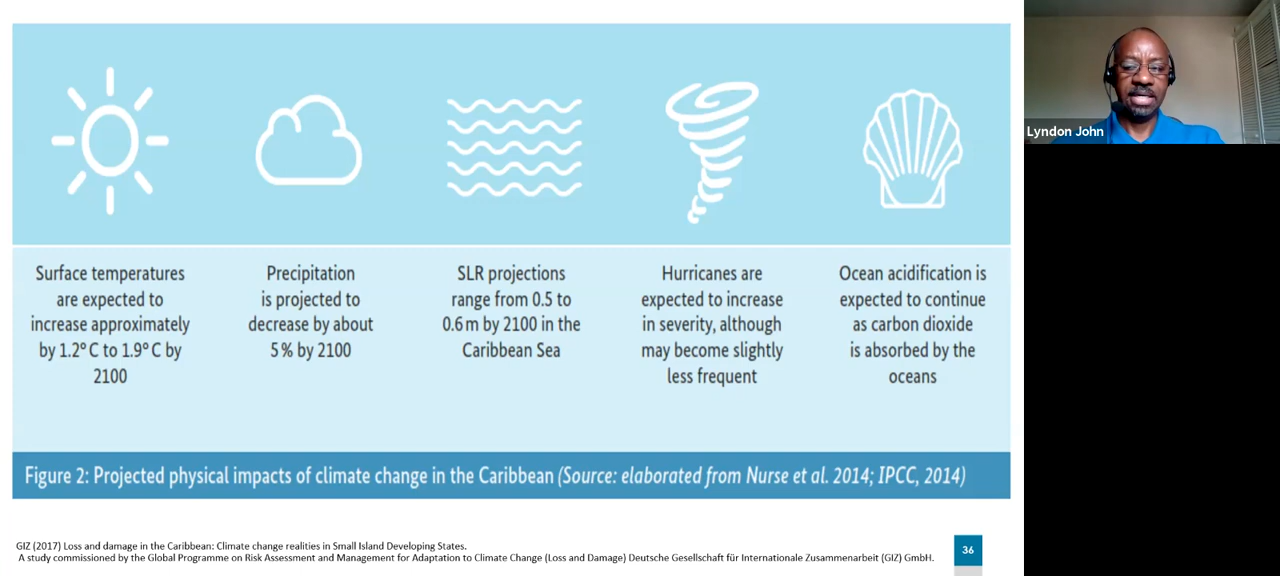 Surface temperatures
are expected to
increase approximately
by 1.2° C to 1.9° C by
2100
Precipitation
is projected to
decrease by about
5 % by 2100
SLR projections
range from 0.5 to
0.6 m by 2100 in the
Caribbean Sea
Hurricanes are
expected to increase
in severity, although
may become slightly
less frequent
Ocean acidification is
expected to continue
as carbon dioxide
is absorbed by the
oceans
Figure 2: Projected physical impacts of climate change in the Caribbean (Source: elaborated from Nurse et al. 2014; IPCC, 2014)
GIZ (2017) Loss and damage in the Caribbean: Climate change realities in Small Island Developing States.
A study commissioned by the Global Programme on Risk Assessment and Management for Adaptation to Climate Change (Loss and Damage) Deutsche Gesellschaft für Internationale Zusammenarbeit (GIZ) GmbH.
36
Lyndon John